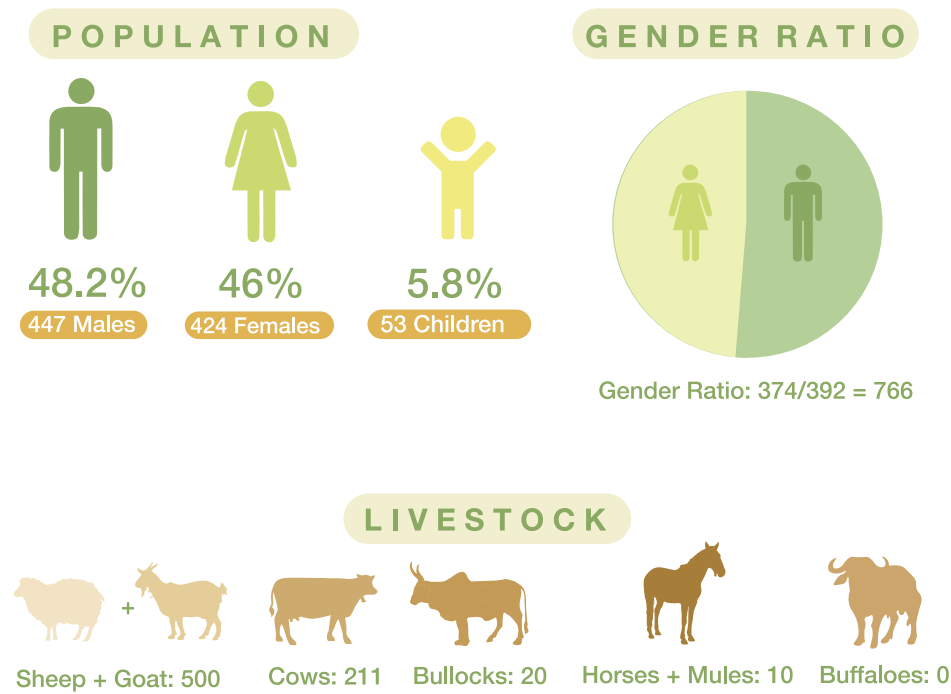 POPULATION
GENDER RATIO
48.2%
46%
5.8%
447 Males
424 Females
53 Children
Gender Ratio: 374/392 = 766
LIVESTOCK
+
Sheep + Goat: 500
Cows: 211
Bullocks: 20
Horses + Mules: 10
Buffaloes: 0